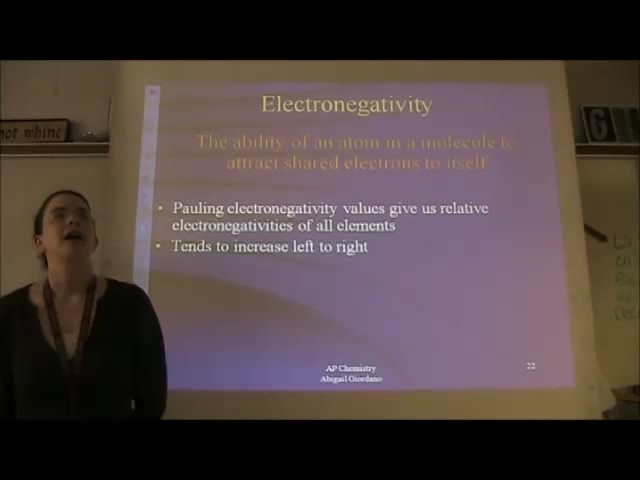 Electronegativity
not whine
The ability of an atom in a molecule to
attract shared electrons to itself
• Pauling electronegativity values give us relative
electronegativities of all elements
• Tends to increase left to right
AP Chemistry
Abigail Giordano
22